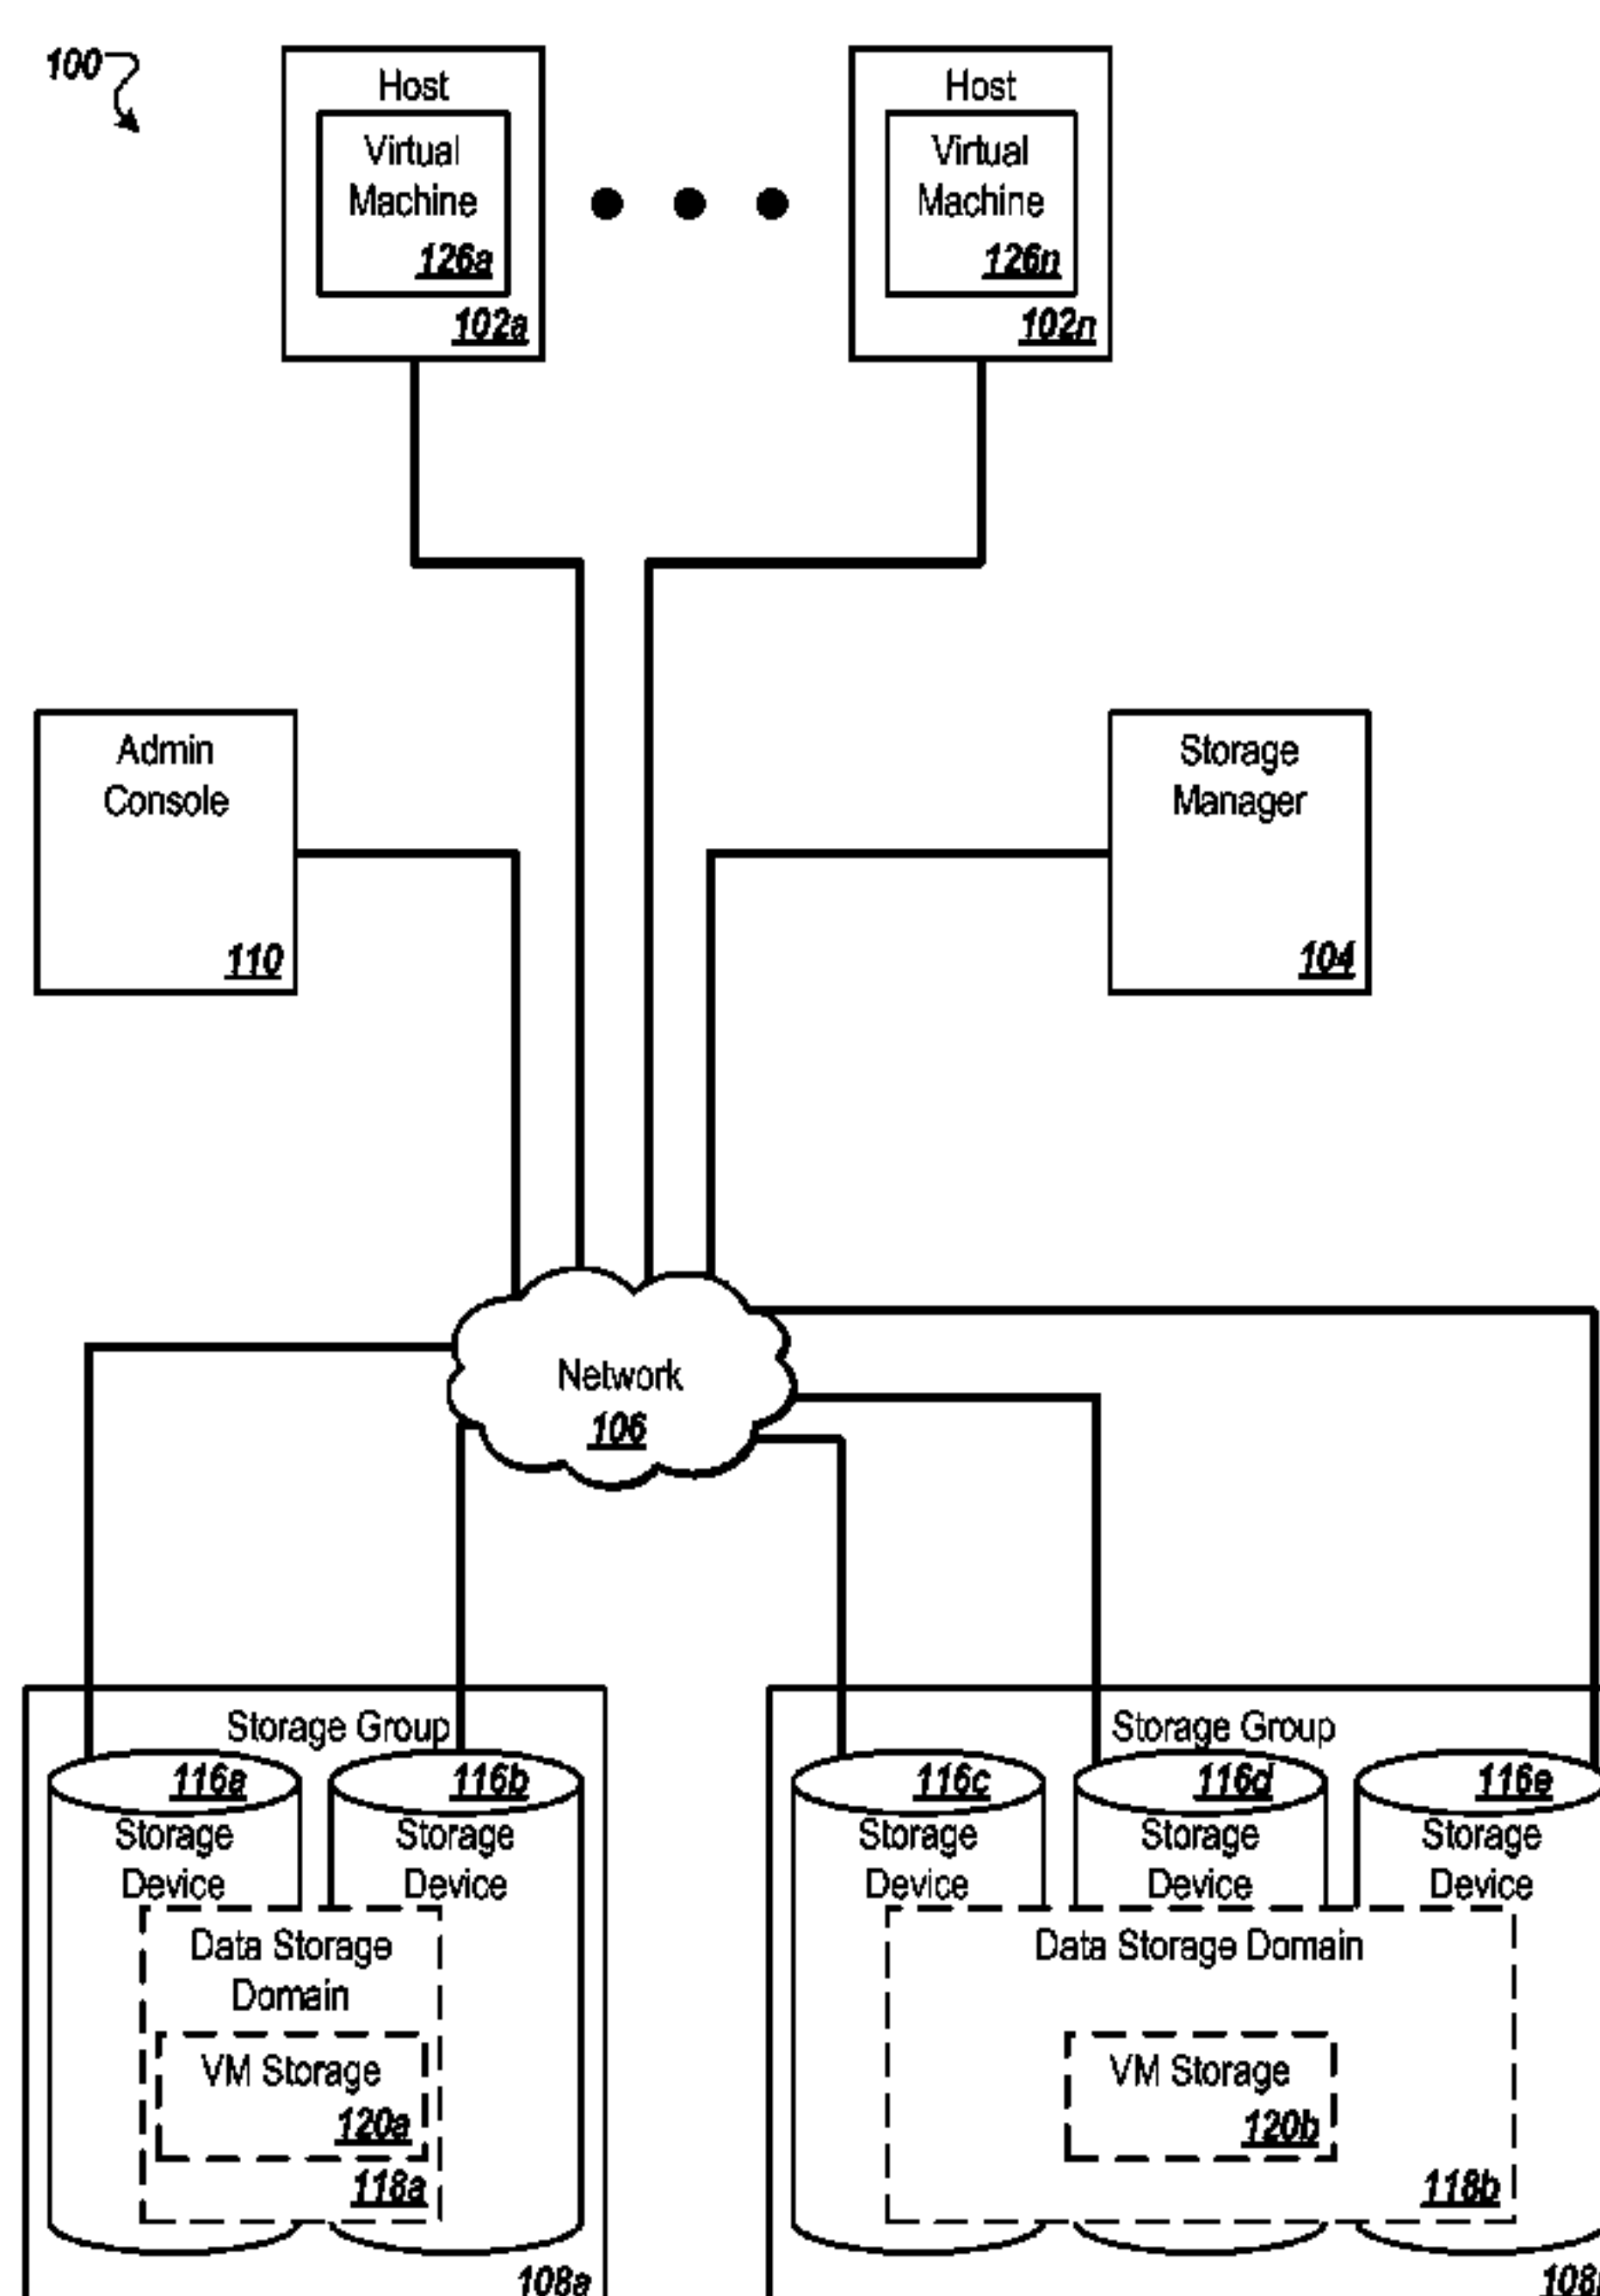 100
Host
Virtual
Machine
126a
102a
Host
Virtual
Machine
126n
102n
Admin
Console
110
Storage
Manager
104
Network
106
Storage Group
116a
Storage
Device
116b
Storage
Device
Data Storage
Domain
VM Storage
120a
118a
108a
Storage Group
116c
Storage
Device
116d
Storage
Device
116e
Storage
Device
Data Storage Domain
VM Storage
120b
118b